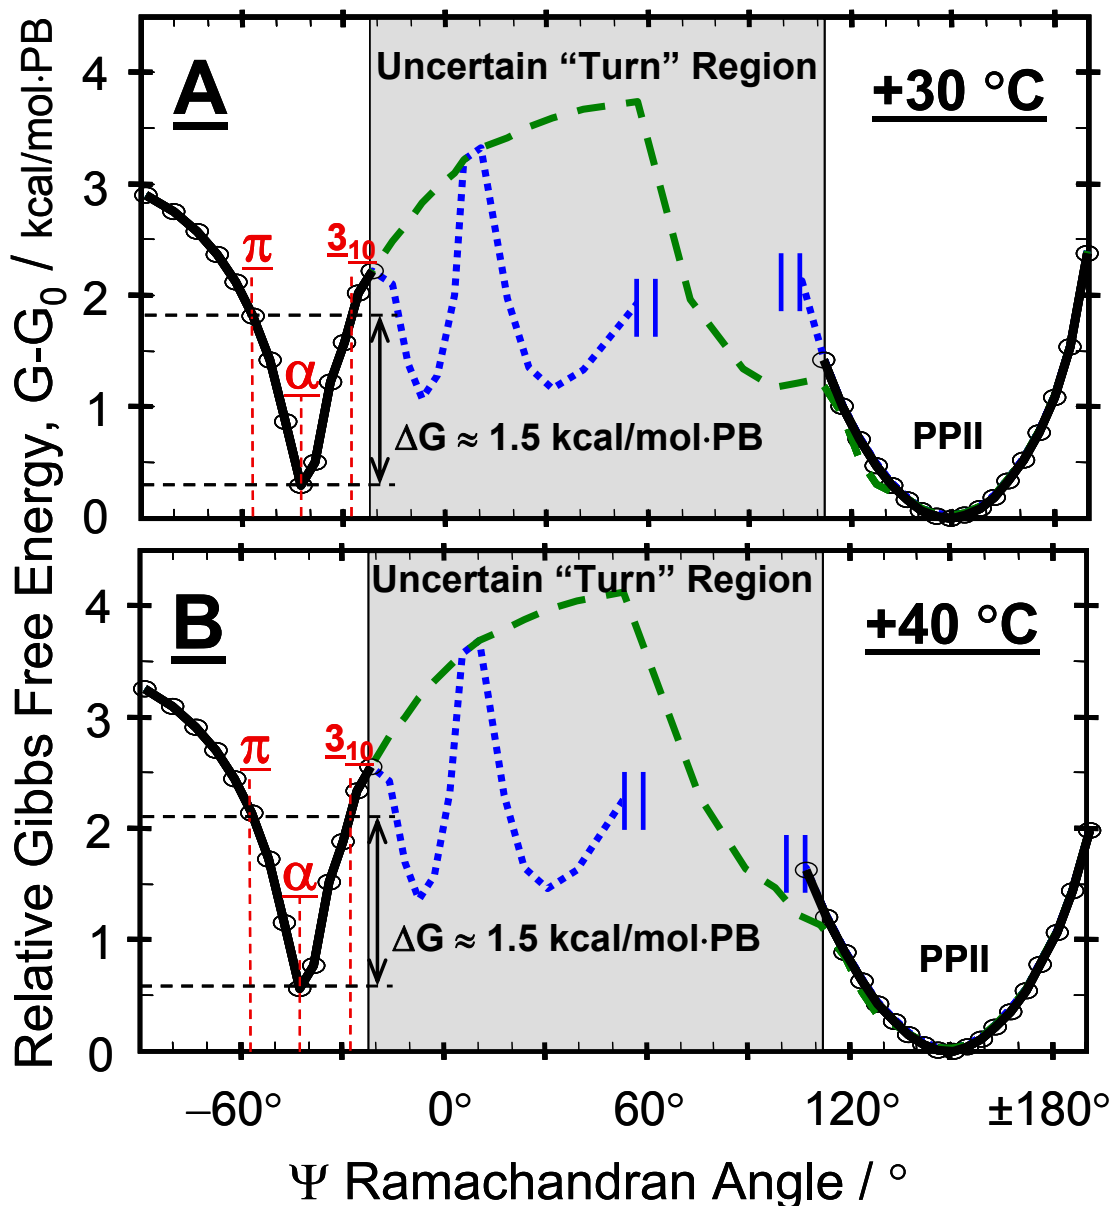 Relative Gibbs Free Energy, G-G0 / kcal/mol·PB
A
Uncertain “Turn” Region
+30 °C
4
3
2
1
0
π
α
310
ΔG ≈ 1.5 kcal/mol·PB
PPII
B
Uncertain “Turn” Region
+40 °C
4
3
2
1
0
π
α
310
ΔG ≈ 1.5 kcal/mol·PB
PPII
–60° 0° 60° 120° ±180°
Ψ Ramachandran Angle / °